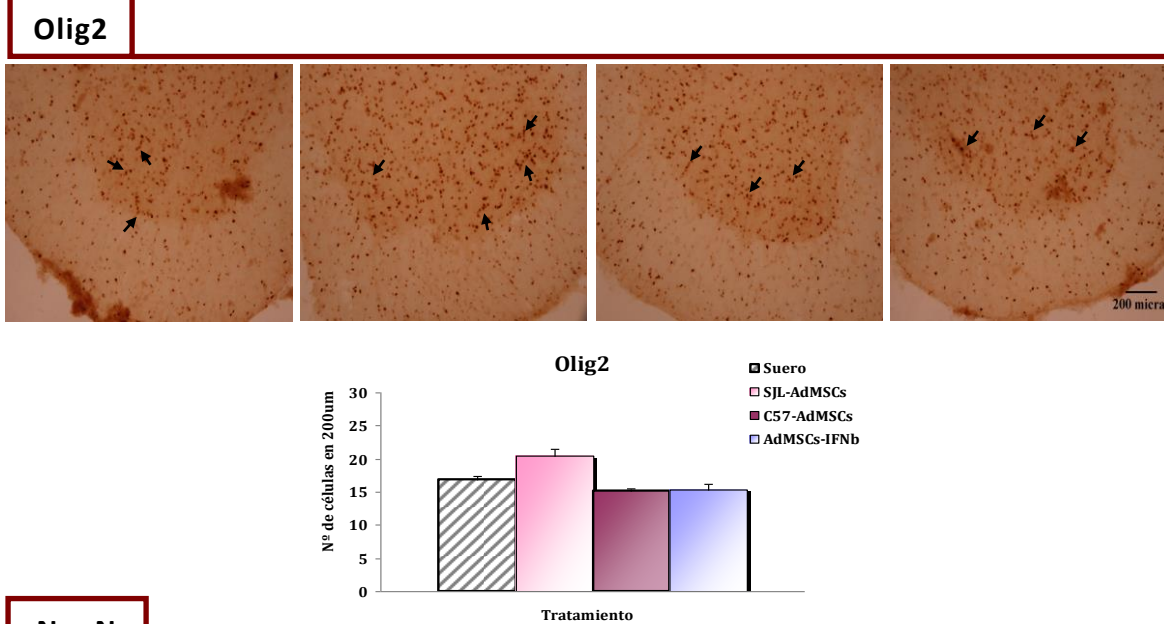 Olig2
200 micra
Olig2
Suero
SJL-AdMSCs
C57-AdMSCs
AdMSCs-IFNb
Nº de células en 200um
30
25
20
15
10
5
0
Tratamiento